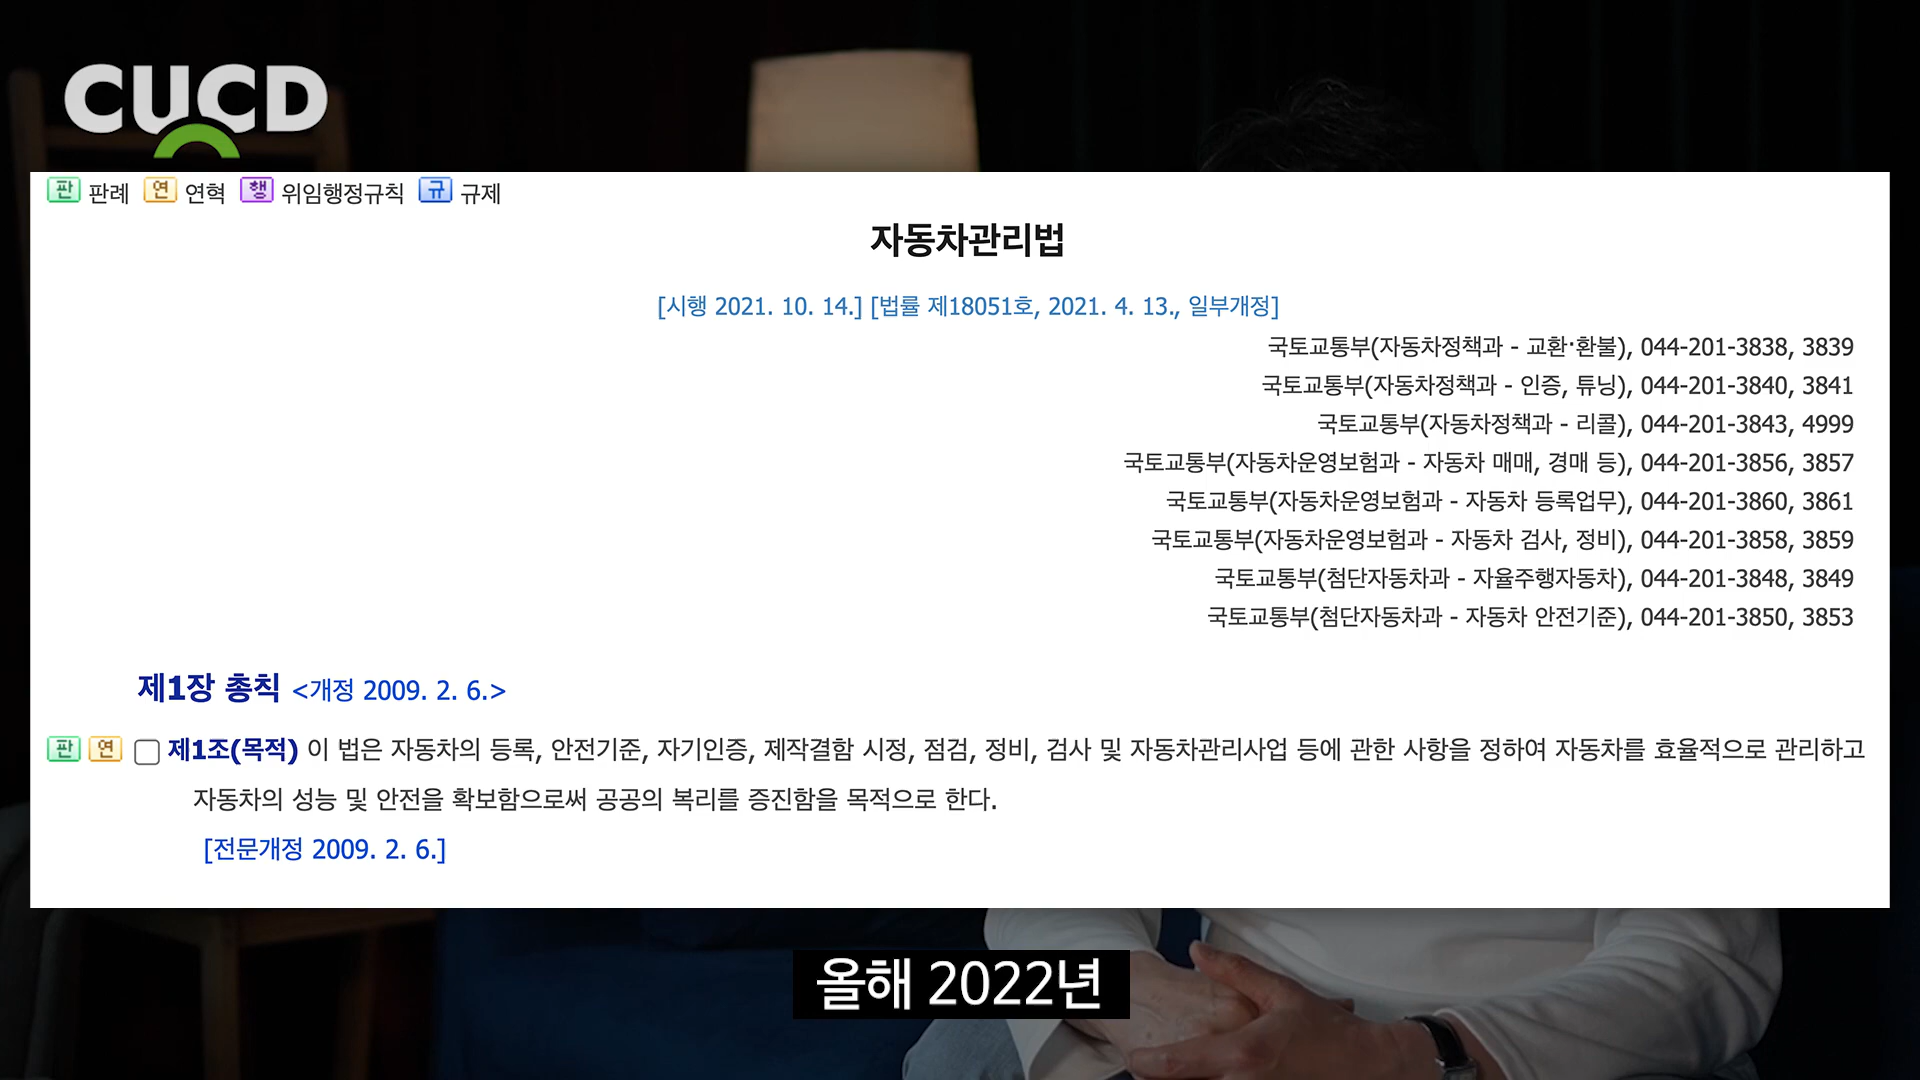 CUCD
판 판례 연 연혁 행 위임행정규칙 규 규제
자동차관리법
[시행 2021. 10. 14.] [법률 제18051호, 2021. 4. 13., 일부개정]
국토교통부(자동차정책과 - 교환·환불), 044-201-3838, 3839
국토교통부(자동차정책과 - 인증, 튜닝), 044-201-3840, 3841
국토교통부(자동차정책과 - 리콜), 044-201-3843, 4999
국토교통부(자동차운영보험과 - 자동차 매매, 경매 등), 044-201-3856, 3857
국토교통부(자동차운영보험과 - 자동차 등록업무), 044-201-3860, 3861
국토교통부(자동차운영보험과 - 자동차 검사, 정비), 044-201-3858, 3859
국토교통부(첨단자동차과 - 자율주행자동차), 044-201-3848, 3849
국토교통부(첨단자동차과 - 자동차 안전기준), 044-201-3850, 3853
제1장 총칙 <개정 2009. 2. 6.>
판 연 제1조(목적) 이 법은 자동차의 등록, 안전기준, 자기인증, 제작결함 시정, 점검, 정비, 검사 및 자동차관리사업 등에 관한 사항을 정하여 자동차를 효율적으로 관리하고
자동차의 성능 및 안전을 확보함으로써 공공의 복리를 증진함을 목적으로 한다.
[전문개정 2009. 2. 6.]
올해 2022년